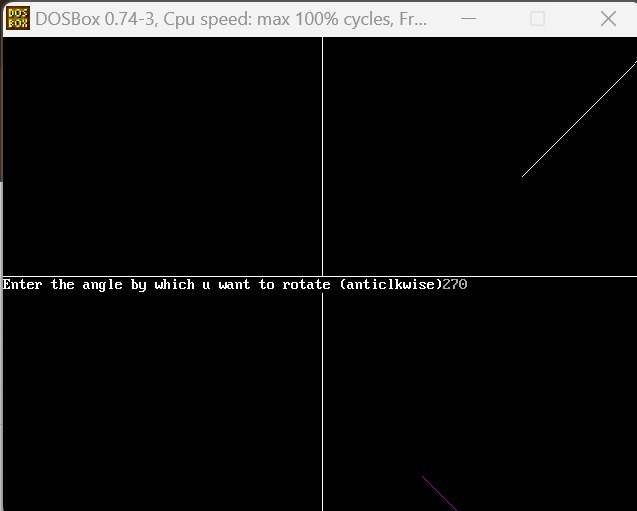 DOS
BOX
DOSBox 0.74-3, Cpu speed: max 100% cycles, Fr...
Enter the angle by which u want to rotate (anticlkwise)270